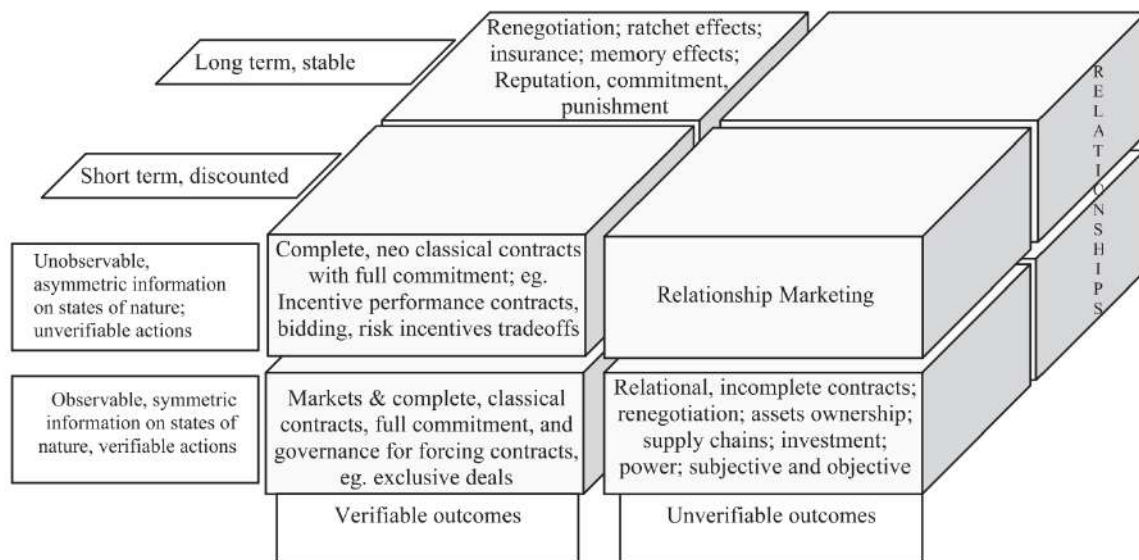 Renegotiation; ratchet effects;
insurance; memory effects;
Reputation, commitment,
punishment
Long term, stable
Short term, discounted
RELATIONSHIPS
Unobservable,
asymmetric information
on states of nature;
unverifiable actions
Complete, neo classical contracts
with full commitment; eg.
Incentive performance contracts,
bidding, risk incentives tradeoffs
Relationship Marketing
Observable, symmetric
information on states of
nature, verifiable actions
Markets & complete, classical
contracts, full commitment, and
governance for forcing contracts,
eg. exclusive deals
Relational, incomplete contracts;
renegotiation; assets ownership;
supply chains; investment;
power; subjective and objective
Verifiable outcomes
Unverifiable outcomes